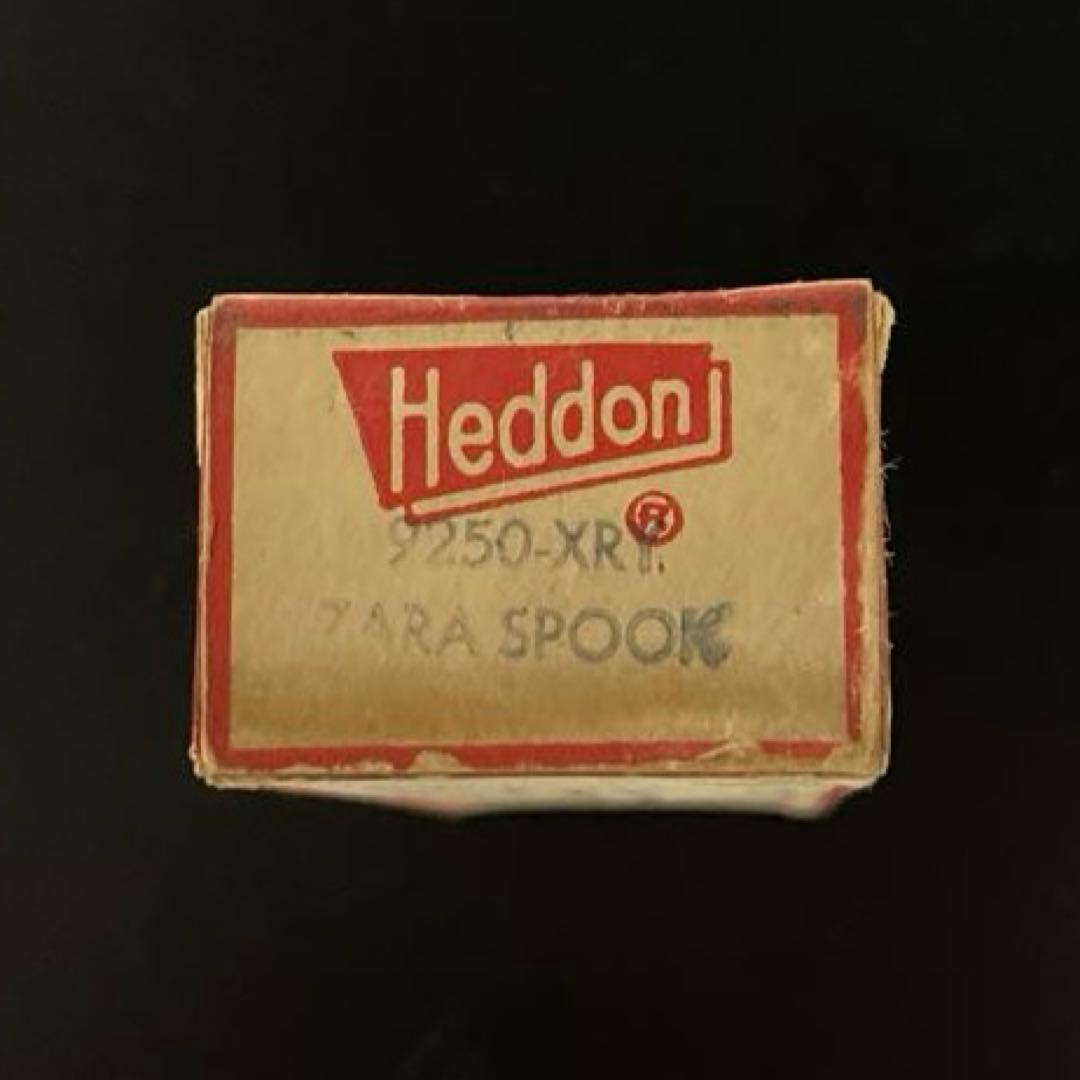 Heddon
®
9250-XRY.
ZARA SPOOK